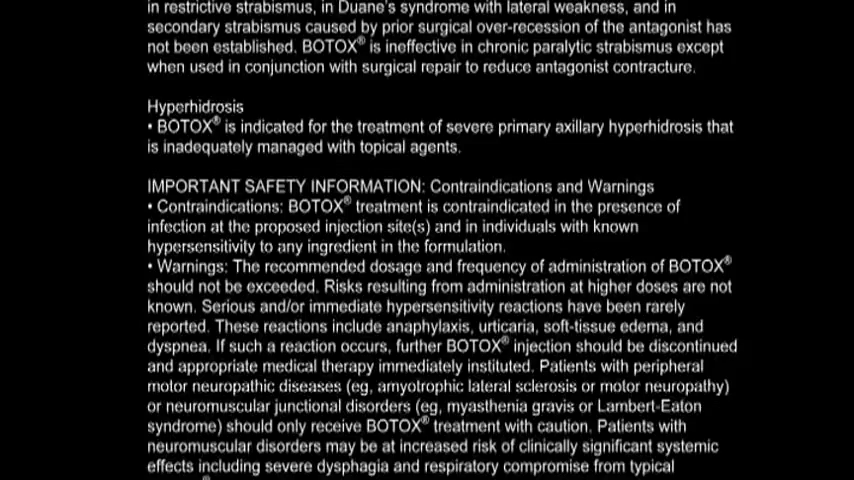 in restrictive strabismus, in Duane's syndrome with lateral weakness, and in
secondary strabismus caused by prior surgical over-recession of the antagonist has
not been established. BOTOX® is ineffective in chronic paralytic strabismus except
when used in conjunction with surgical repair to reduce antagonist contracture.
Hyperhidrosis
• BOTOX® is indicated for the treatment of severe primary axillary hyperhidrosis that
is inadequately managed with topical agents.
IMPORTANT SAFETY INFORMATION: Contraindications and Warnings
• Contraindications: BOTOX® treatment is contraindicated in the presence of
infection at the proposed injection site(s) and in individuals with known
hypersensitivity to any ingredient in the formulation.
• Warnings: The recommended dosage and frequency of administration of BOTOX®
should not be exceeded. Risks resulting from administration at higher doses are not
known. Serious and/or immediate hypersensitivity reactions have been rarely
reported. These reactions include anaphylaxis, urticaria, soft-tissue edema, and
dyspnea. If such a reaction occurs, further BOTOX® injection should be discontinued
and appropriate medical therapy immediately instituted. Patients with peripheral
motor neuropathic diseases (eg, amyotrophic lateral sclerosis or motor neuropathy)
or neuromuscular junctional disorders (eg, myasthenia gravis or Lambert-Eaton
syndrome) should only receive BOTOX® treatment with caution. Patients with
neuromuscular disorders may be at increased risk of clinically significant systemic
effects including severe dysphagia and respiratory compromise from typical